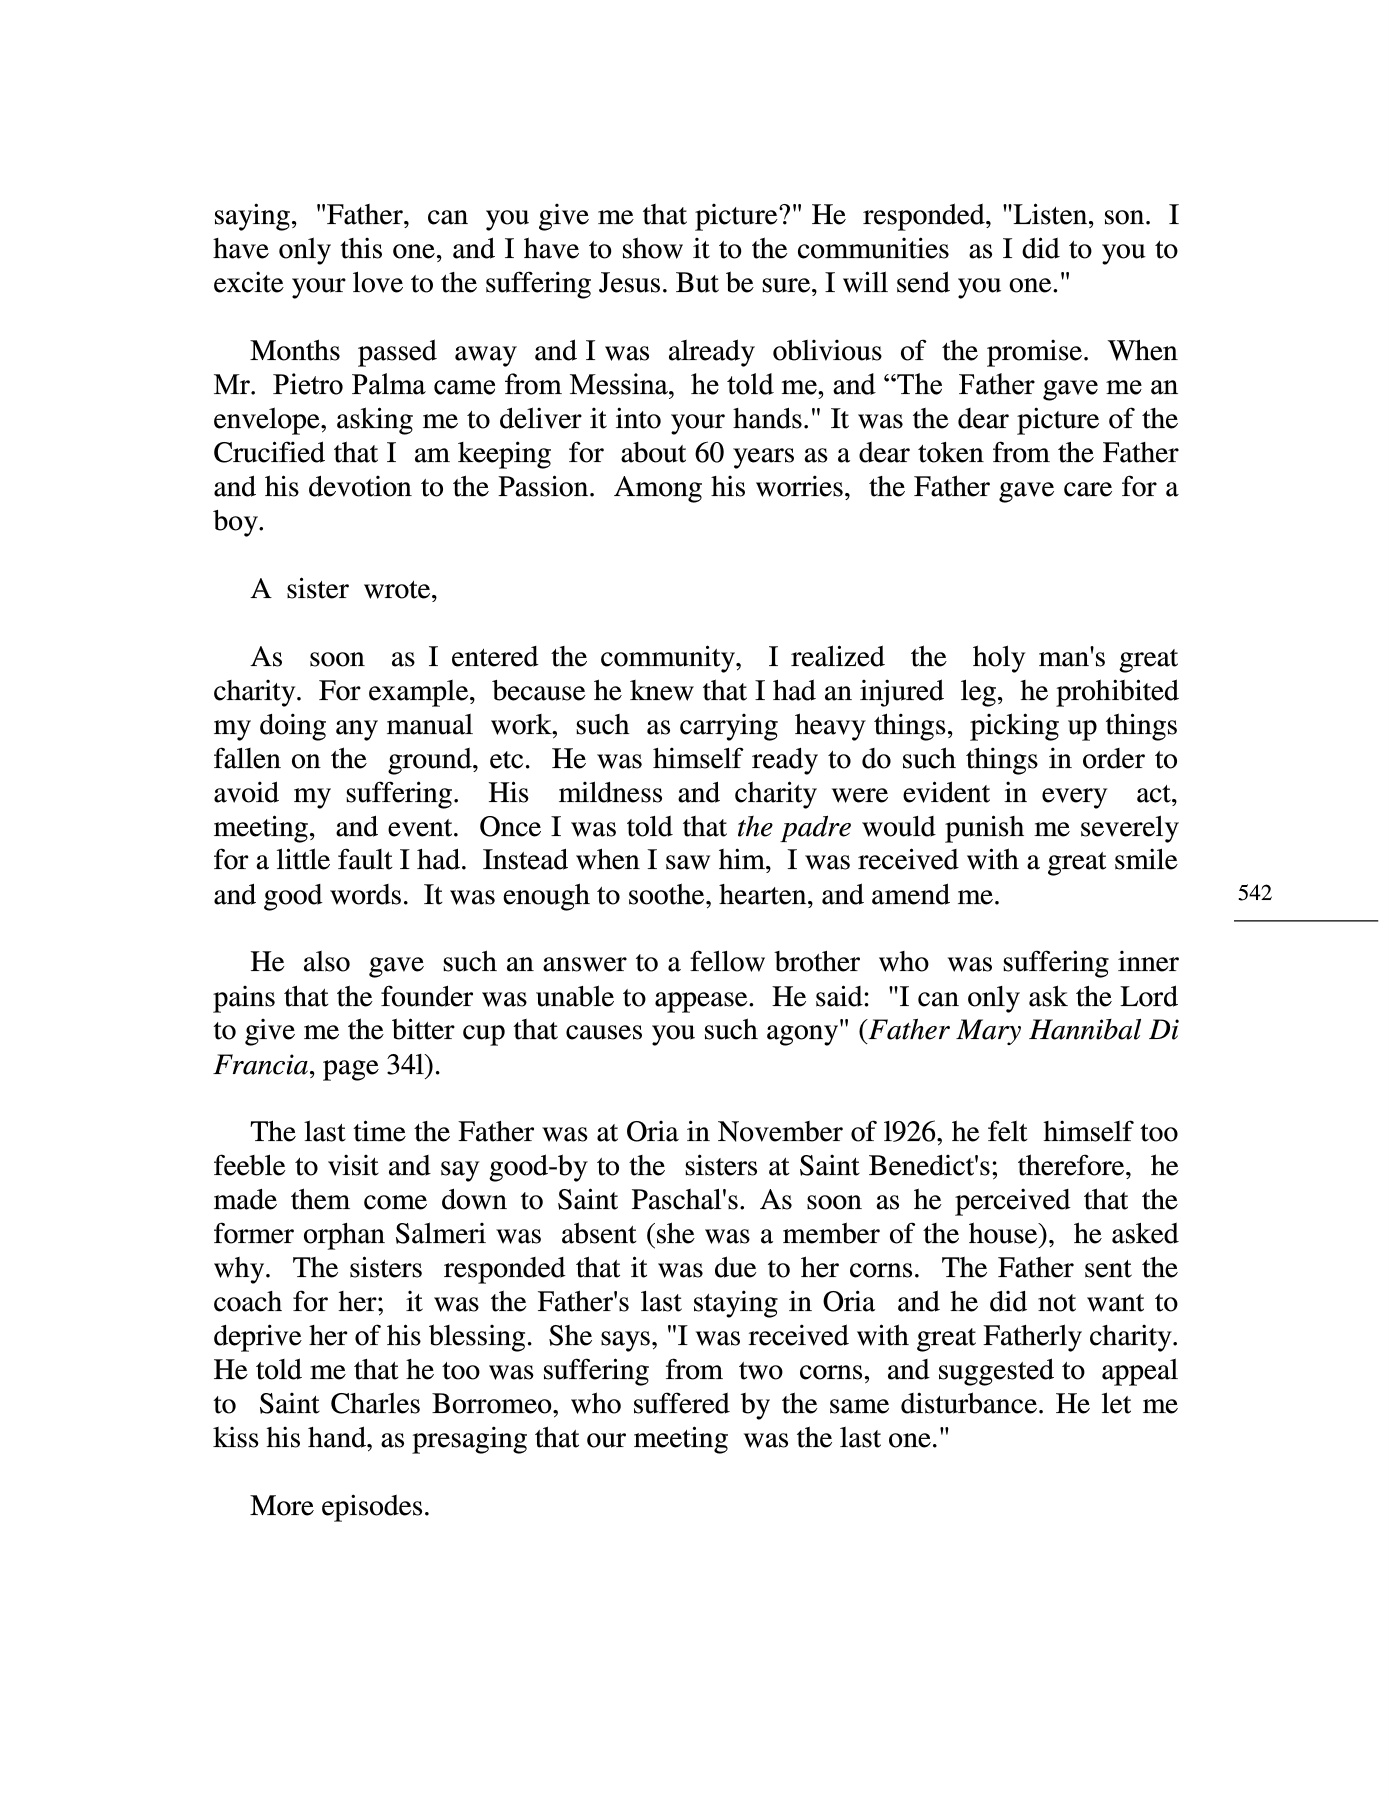 saying, "Father, can you give me that picture?" He responded, "Listen, son. I
have only this one, and I have to show it to the communities as I did to you to
excite your love to the suffering Jesus. But be sure, I will send you one."
Months passed away and I was already oblivious of the promise. When
Mr. Pietro Palma came from Messina, he told me, and “The Father gave me an
envelope, asking me to deliver it into your hands." It was the dear picture of the
Crucified that I am keeping for about 60 years as a dear token from the Father
and his devotion to the Passion. Among his worries, the Father gave care for a
boy.
A sister wrote,
As soon as I entered the community, I realized the holy man's great
charity. For example, because he knew that I had an injured leg, he prohibited
my doing any manual work, such as carrying heavy things, picking up things
fallen on the ground, etc. He was himself ready to do such things in order to
avoid my suffering. His mildness and charity were evident in every act,
meeting, and event. Once I was told that the padre would punish me severely
for a little fault I had. Instead when I saw him, I was received with a great smile
and good words. It was enough to soothe, hearten, and amend me.
542
He also gave such an answer to a fellow brother who was suffering inner
pains that the founder was unable to appease. He said: "I can only ask the Lord
to give me the bitter cup that causes you such agony" (Father Mary Hannibal Di
Francia, page 34l).
The last time the Father was at Oria in November of l926, he felt himself too
feeble to visit and say good-by to the sisters at Saint Benedict's; therefore, he
made them come down to Saint Paschal's. As soon as he perceived that the
former orphan Salmeri was absent (she was a member of the house), he asked
why. The sisters responded that it was due to her corns. The Father sent the
coach for her; it was the Father's last staying in Oria and he did not want to
deprive her of his blessing. She says, "I was received with great Fatherly charity.
He told me that he too was suffering from two corns, and suggested to appeal
to Saint Charles Borromeo, who suffered by the same disturbance. He let me
kiss his hand, as presaging that our meeting was the last one."
More episodes.